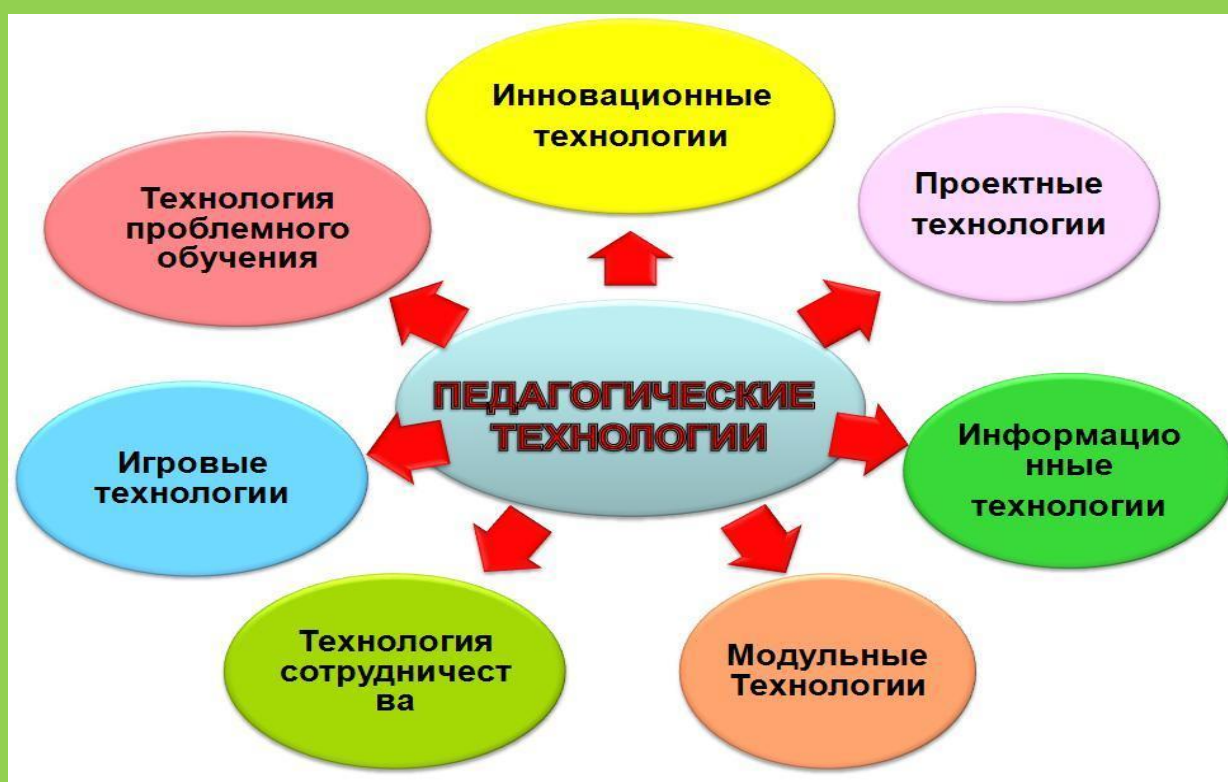 Инновационные
технологии
Проектные
технологии
Технология
проблемного
обучения
ПЕДАГОГИЧЕСКИЕ
ТЕХНОЛОГИИ
Информацио
нные
технологии
Игровые
технологии
Технология
сотрудничест
ва
Модульные
Технологии